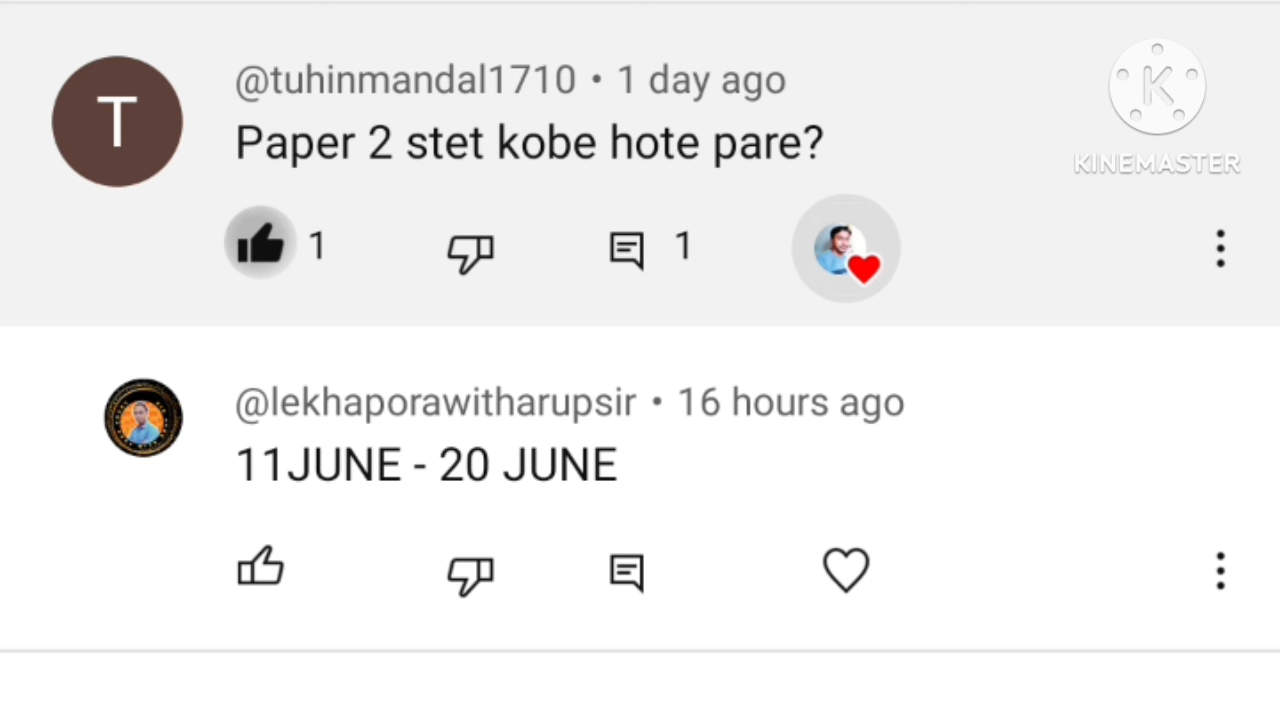 T
@tuhinmandal1710 • 1 day ago
Paper 2 stet kobe hote pare?
1
1
K
KINEMASTER
@lekhaporawitharupsir • 16 hours ago
11JUNE - 20 JUNE